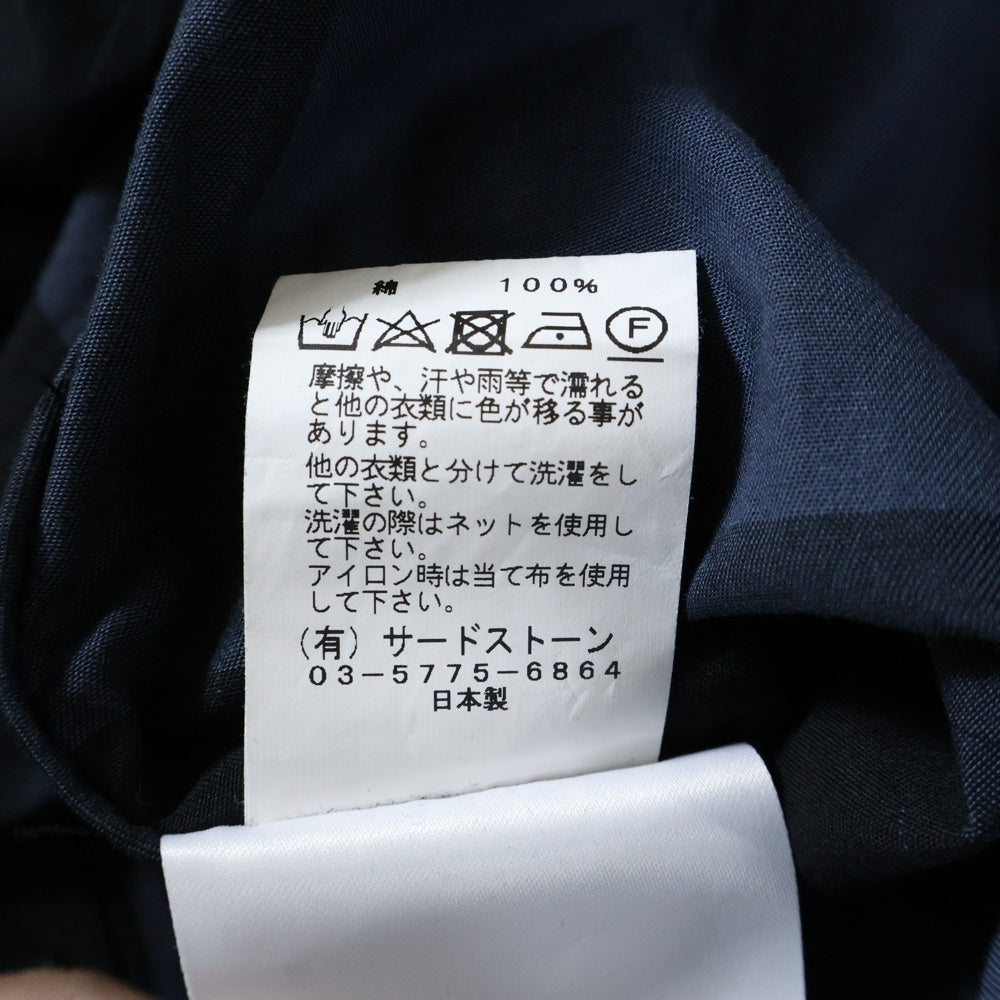 綿 100%
F
摩擦や、汗や雨等で濡れる
と他の衣類に色が移る事が
あります。
他の衣類と分けて洗濯をし
て下さい。
洗濯の際はネットを使用し
て下さい。
アイロン時は当て布を使用
して下さい。
(有) サードストーン
03-5775-6864
日本製